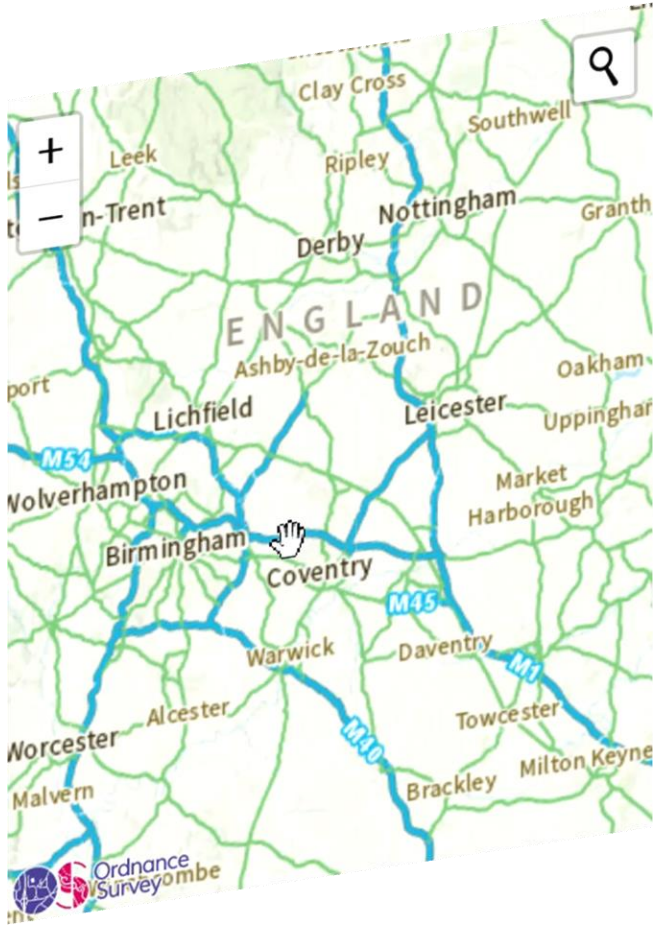 Clay Cross
Southwell
+
Leek
Ripley
n-Trent
Nottingham
Granth
−
Derby
ENGLAND
Ashby-de-la-Zouch
Oakham
port
Lichfield
Leicester
Uppinghar
M54
Wolverhampton
Market
Harborough
Birmingham
Coventry
M45
Warwick
Daventry
M1
Alcester
Towcester
Worcester
M40
Milton Keyne
Malvern
Brackley
Ordnance
Survey
ombe